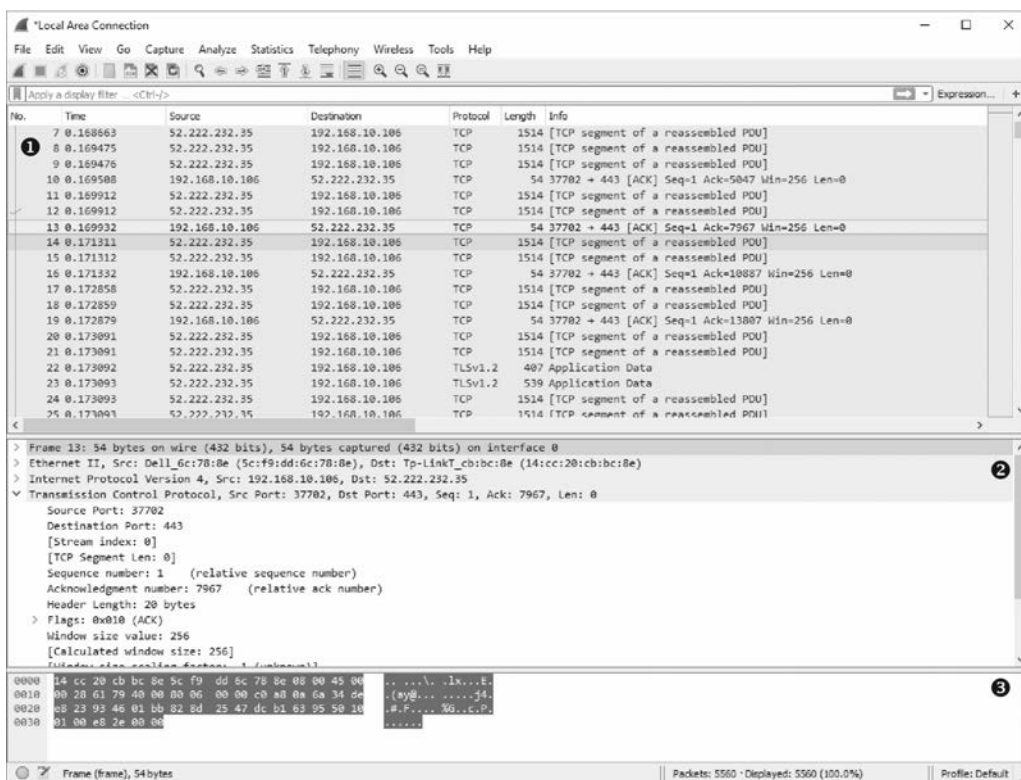 *Local Area Connection
File Edit View Go Capture Analyze Statistics Telephony Wireless Tools Help
Apply a display filter ... <Ctrl-/> Expression... +
No. Time Source Destination Protocol Length Info
7 0.168663 52.222.232.35 192.168.10.106 TCP 1514 [TCP segment of a reassembled PDU]
❶ 8 0.169475 52.222.232.35 192.168.10.106 TCP 1514 [TCP segment of a reassembled PDU]
9 0.169476 52.222.232.35 192.168.10.106 TCP 1514 [TCP segment of a reassembled PDU]
10 0.169508 192.168.10.106 52.222.232.35 TCP 54 37702 → 443 [ACK] Seq=1 Ack=5047 Win=256 Len=0
11 0.169912 52.222.232.35 192.168.10.106 TCP 1514 [TCP segment of a reassembled PDU]
12 0.169912 52.222.232.35 192.168.10.106 TCP 1514 [TCP segment of a reassembled PDU]
13 0.169932 192.168.10.106 52.222.232.35 TCP 54 37702 → 443 [ACK] Seq=1 Ack=7967 Win=256 Len=0
14 0.171311 52.222.232.35 192.168.10.106 TCP 1514 [TCP segment of a reassembled PDU]
15 0.171312 52.222.232.35 192.168.10.106 TCP 1514 [TCP segment of a reassembled PDU]
16 0.171332 192.168.10.106 52.222.232.35 TCP 54 37702 → 443 [ACK] Seq=1 Ack=10887 Win=256 Len=0
17 0.172858 52.222.232.35 192.168.10.106 TCP 1514 [TCP segment of a reassembled PDU]
18 0.172859 52.222.232.35 192.168.10.106 TCP 1514 [TCP segment of a reassembled PDU]
19 0.172879 192.168.10.106 52.222.232.35 TCP 54 37702 → 443 [ACK] Seq=1 Ack=13807 Win=256 Len=0
20 0.173091 52.222.232.35 192.168.10.106 TCP 1514 [TCP segment of a reassembled PDU]
21 0.173091 52.222.232.35 192.168.10.106 TCP 1514 [TCP segment of a reassembled PDU]
22 0.173092 52.222.232.35 192.168.10.106 TLSv1.2 407 Application Data
23 0.173093 52.222.232.35 192.168.10.106 TLSv1.2 539 Application Data
24 0.173093 52.222.232.35 192.168.10.106 TCP 1514 [TCP segment of a reassembled PDU]
25 0.173093 52.222.232.35 192.168.10.106 TCP 1514 [TCP segment of a reassembled PDU]
> Frame 13: 54 bytes on wire (432 bits), 54 bytes captured (432 bits) on interface 0
> Ethernet II, Src: Dell_6c:78:8e (5c:f9:dd:6c:78:8e), Dst: Tp-LinkT_cb:bc:8e (14:cc:20:cb:bc:8e) ❷
> Internet Protocol Version 4, Src: 192.168.10.106, Dst: 52.222.232.35
Transmission Control Protocol, Src Port: 37702, Dst Port: 443, Seq: 1, Ack: 7967, Len: 0
Source Port: 37702
Destination Port: 443
[Stream index: 0]
[TCP Segment Len: 0]
Sequence number: 1 (relative sequence number)
Acknowledgment number: 7967 (relative ack number)
Header Length: 20 bytes
> Flags: 0x010 (ACK)
Window size value: 256
[Calculated window size: 256]
[Window size scaling factor: -1 (unknown)]
0000 14 cc 20 cb bc 8e 5c f9 dd 6c 78 8e 08 00 45 00 .. ...\. .lx...E. ❸
0010 00 28 61 79 40 00 80 06 00 00 c0 a8 0a 6a 34 de .(ay@... .....j4.
0020 e8 23 93 46 01 bb 82 8d 25 47 dc b1 63 95 50 10 .#.F.... %G..c.P.
0030 01 00 e8 2e 00 00 ......
Frame (frame), 54 bytes Packets: 5560 · Displayed: 5560 (100.0%) Profile: Default